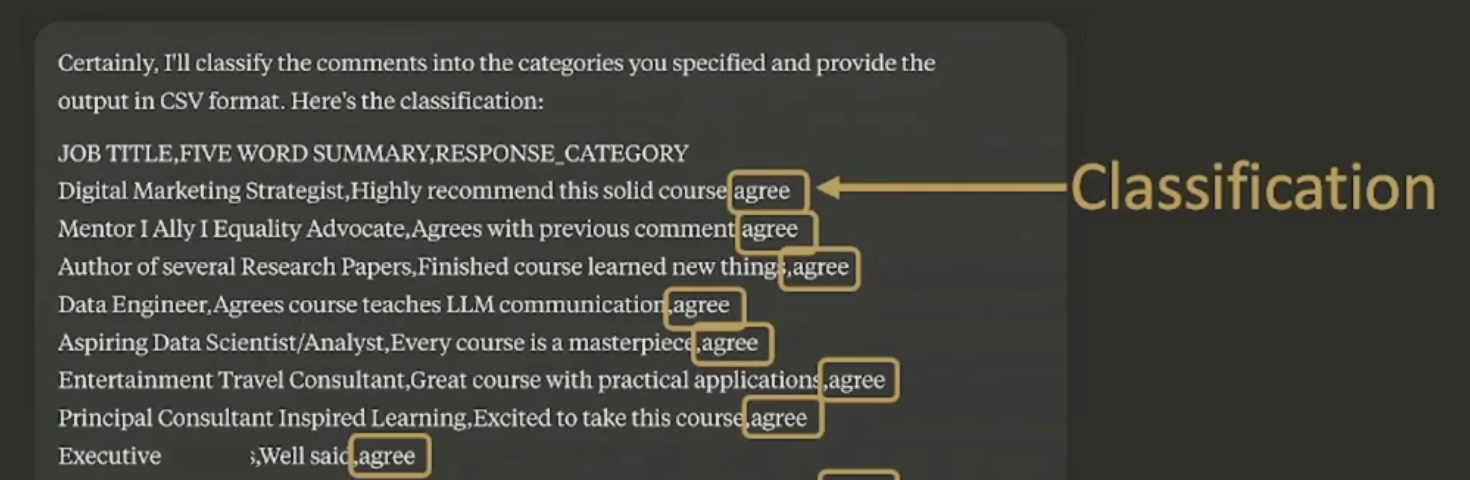 Certainly, I'll classify the comments into the categories you specified and provide the
output in CSV format. Here's the classification:
JOB TITLE,FIVE WORD SUMMARY,RESPONSE_CATEGORY
Digital Marketing Strategist,Highly recommend this solid course,agree
Classification
Mentor I Ally I Equality Advocate,Agrees with previous comment,agree
Author of several Research Papers,Finished course learned new things,agree
Data Engineer,Agrees course teaches LLM communication,agree
Aspiring Data Scientist/Analyst,Every course is a masterpiece,agree
Entertainment Travel Consultant,Great course with practical applications,agree
Principal Consultant Inspired Learning,Excited to take this course,agree
Executive s,Well said,agree